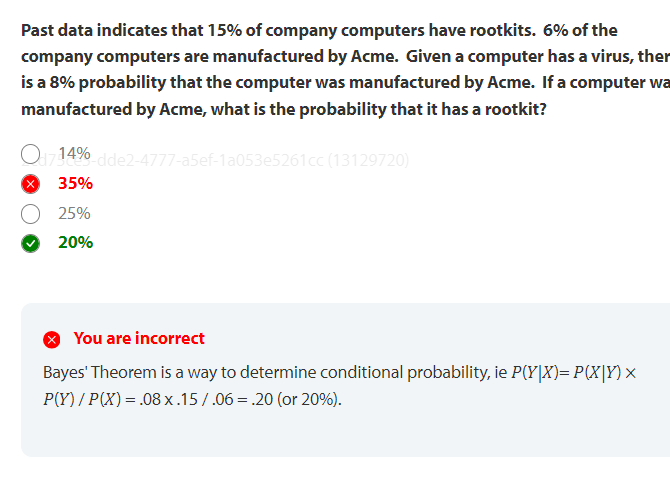 Past data indicates that 15% of company computers have rootkits. 6% of the
company computers are manufactured by Acme. Given a computer has a virus, ther
is a 8% probability that the computer was manufactured by Acme. If a computer wa
manufactured by Acme, what is the probability that it has a rootkit?
14%
-dde2-4777-a5ef-1a053e5261cc (13129720)
35%
25%
20%
You are incorrect
Bayes' Theorem is a way to determine conditional probability, ie P(Y|X)= P(X|Y) ×
P(Y) / P(X) = .08 x .15 / .06 = .20 (or 20%).